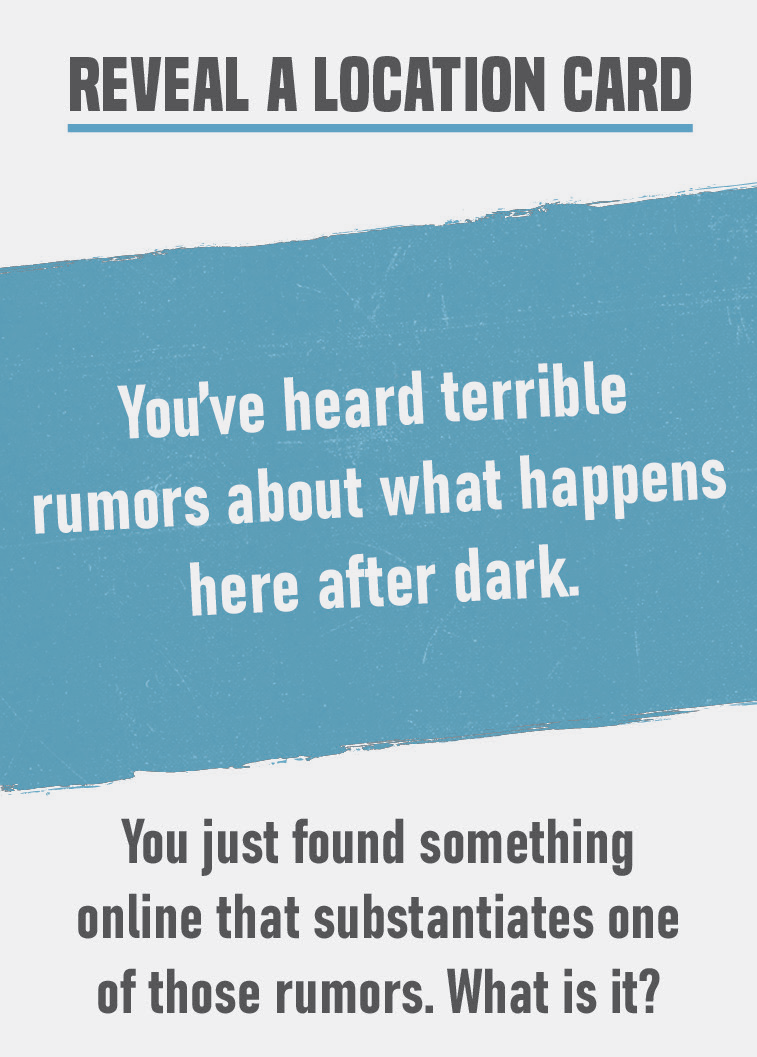 REVEAL A LOCATION CARD
You’ve heard terrible
rumors about what happens
here after dark.
You just found something
online that substantiates one
of those rumors. What is it?